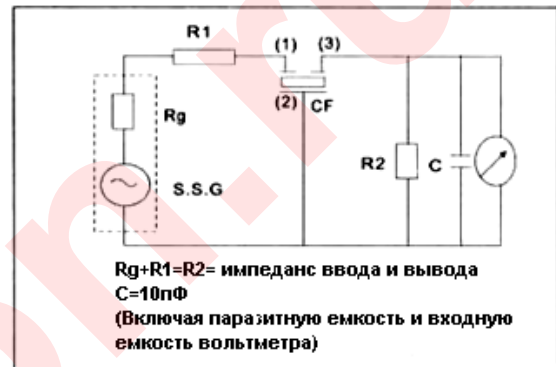 R1
(1)
(3)
(2)
CF
Rg
S.S.G
R2
C
Rg+R1=R2= импеданс ввода и вывода
C=10пФ
(Включая паразитную емкость и входную
емкость вольтметра)